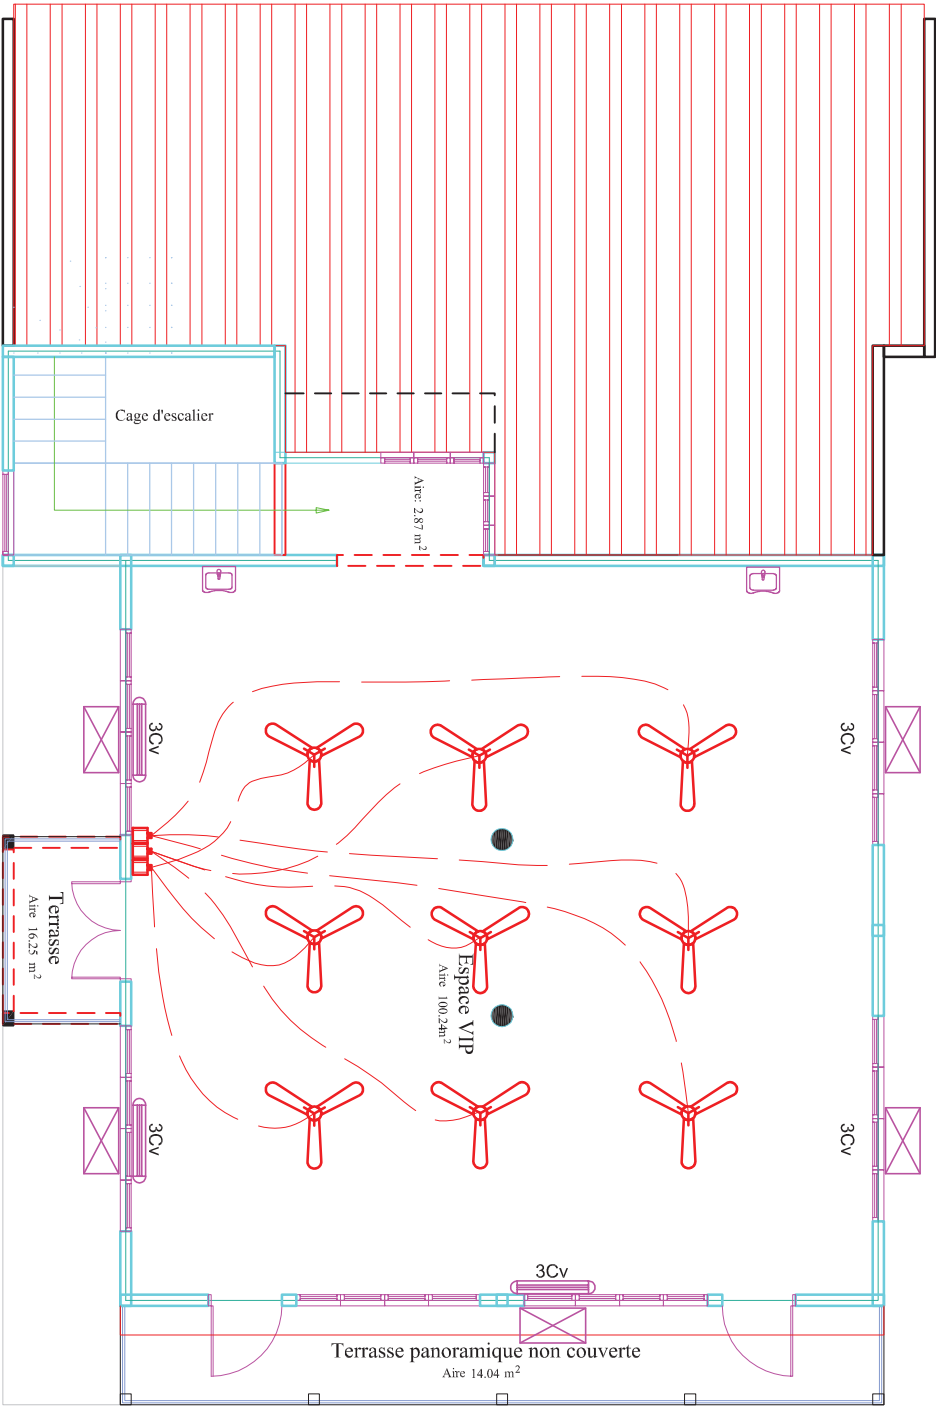 Cage d'escalier
Aire: 2.87 m²
3Cv
3Cv
Terrasse
Aire 16.25 m²
Espace VIP
Aire 100.24m²
3Cv
3Cv
3Cv
Terrasse panoramique non couverte
Aire 14.04 m²